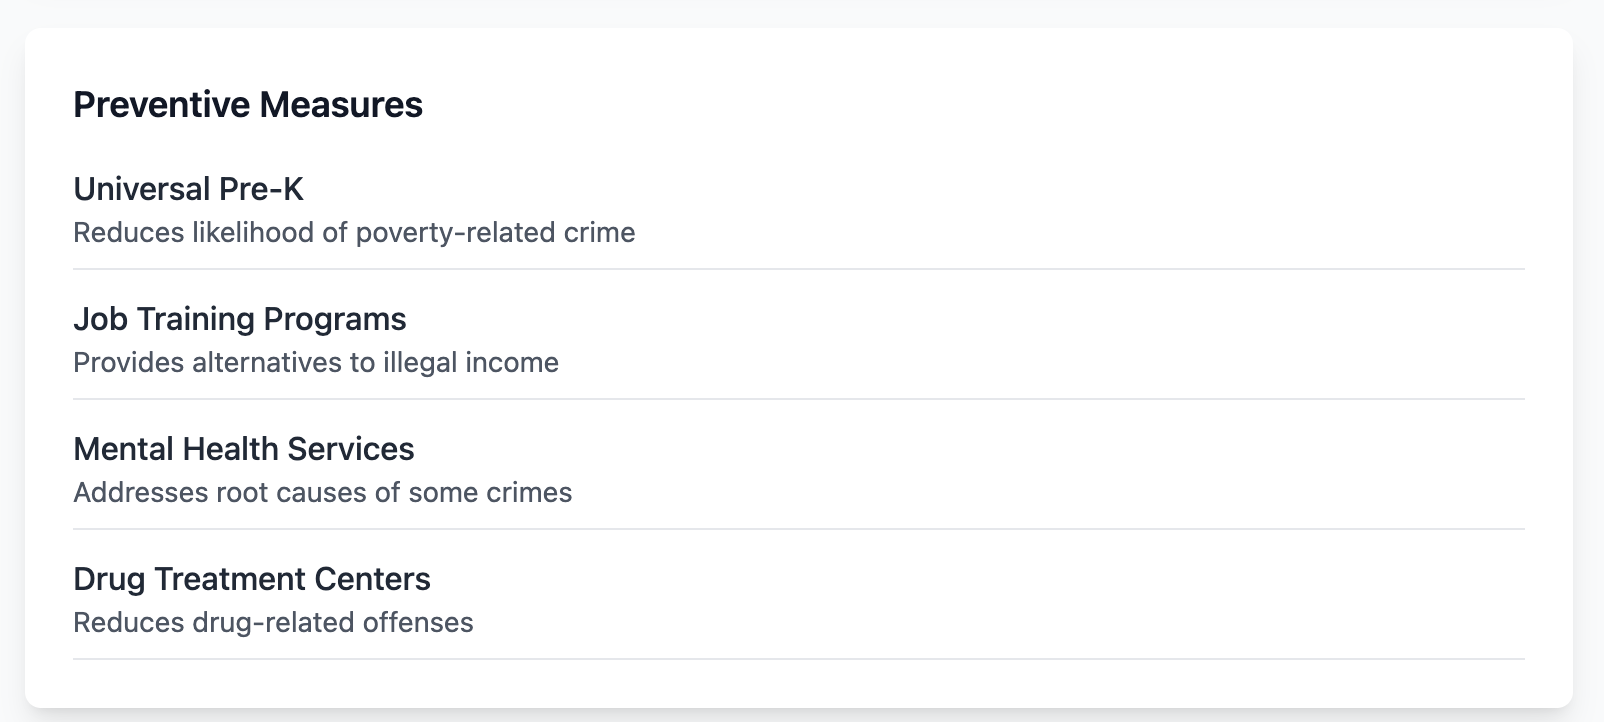 Preventive Measures
Universal Pre-K
Reduces likelihood of poverty-related crime
Job Training Programs
Provides alternatives to illegal income
Mental Health Services
Addresses root causes of some crimes
Drug Treatment Centers
Reduces drug-related offenses